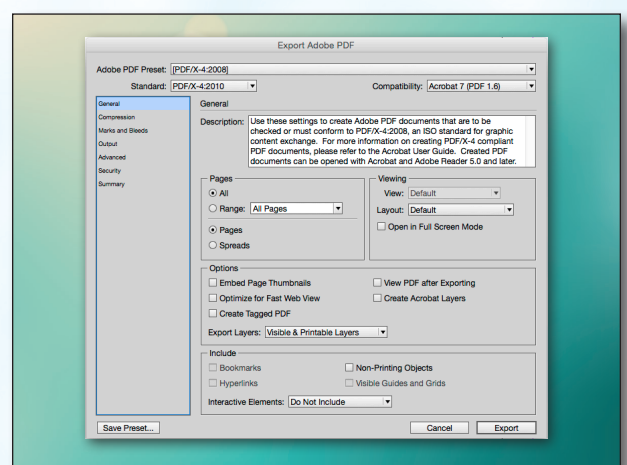 Export Adobe PDF
Adobe PDF Preset: [PDF/X-4:2008]
Standard: PDF/X-4:2010 Compatibility: Acrobat 7 (PDF 1.6)
General
Compression
Marks and Bleeds
Output
Advanced
Security
Summary
General
Description: Use these settings to create Adobe PDF documents that are to be
checked or must conform to PDF/X-4:2008, an ISO standard for graphic
content exchange. For more information on creating PDF/X-4 compliant
PDF documents, please refer to the Acrobat User Guide. Created PDF
documents can be opened with Acrobat and Adobe Reader 5.0 and later.
Pages
All
Range: All Pages
Pages
Spreads
Viewing
View: Default
Layout: Default
Open in Full Screen Mode
Options
Embed Page Thumbnails View PDF after Exporting
Optimize for Fast Web View Create Acrobat Layers
Create Tagged PDF
Export Layers: Visible & Printable Layers
Include
Bookmarks Non-Printing Objects
Hyperlinks Visible Guides and Grids
Interactive Elements: Do Not Include
Save Preset... Cancel Export